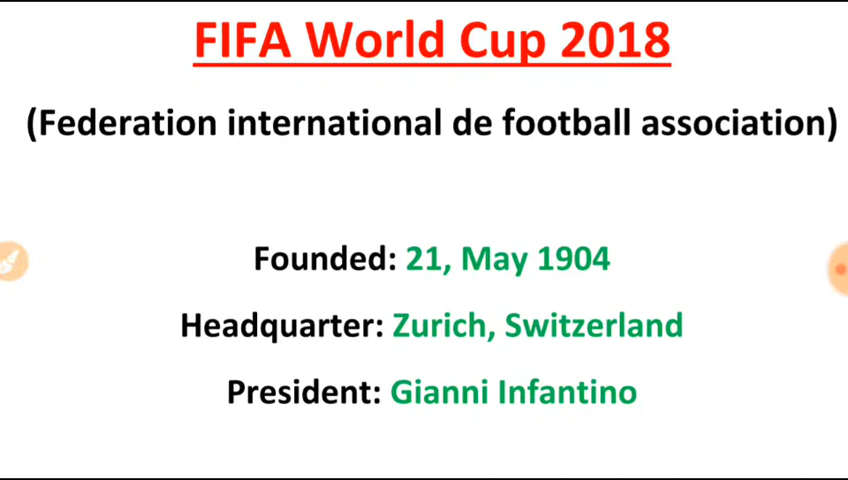 FIFA World Cup 2018
(Federation international de football association)
Founded: 21, May 1904
Headquarter: Zurich, Switzerland
President: Gianni Infantino